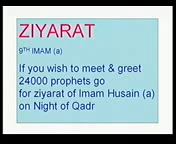 ZIYARAT
9TH IMAM (a)
If you wish to meet & greet
24000 prophets go
for ziyarat of Imam Husain (a)
on Night of Qadr